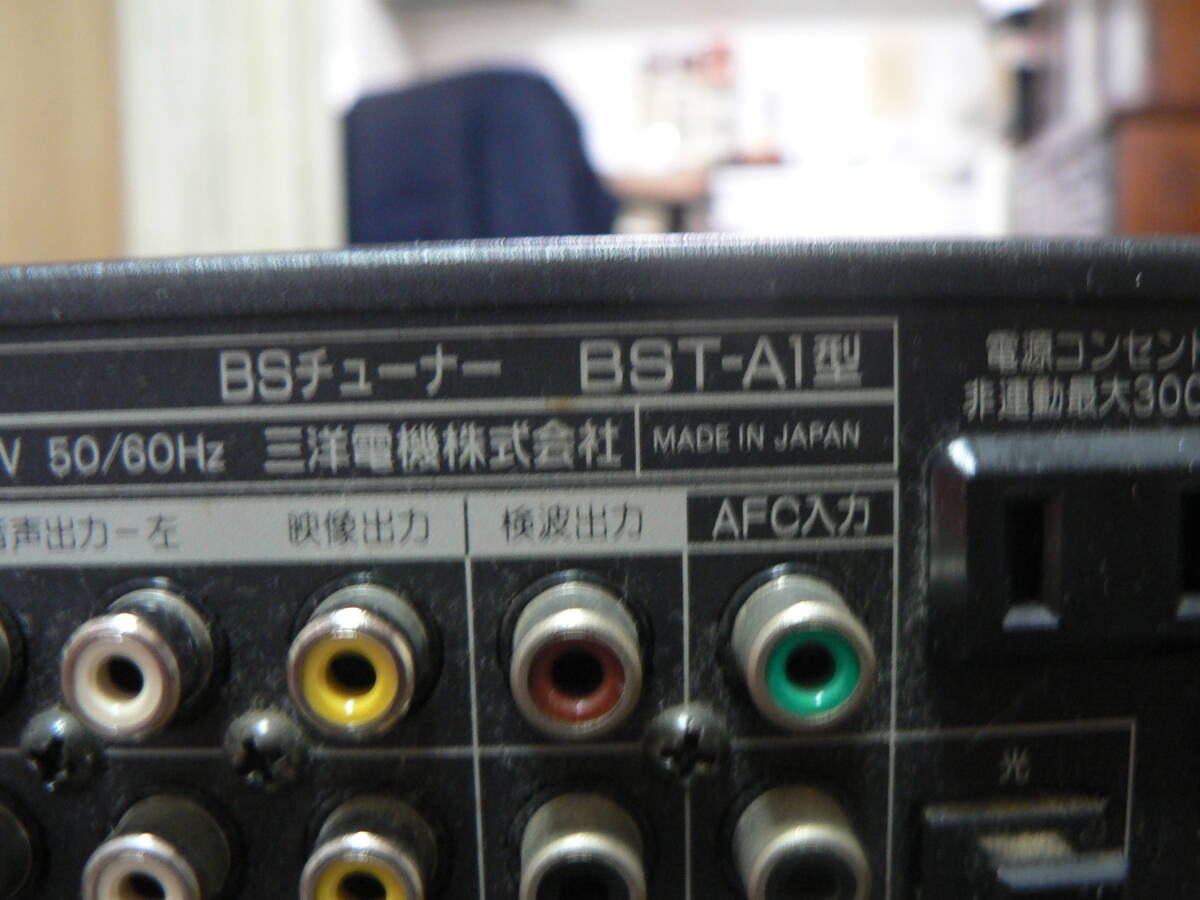 BSチューナー BST-A1型
V 50/60Hz 三洋電機株式会社 MADE IN JAPAN
電源コンセント
非連動最大300
音声出力-左 映像出力 検波出力 AFC入力
光